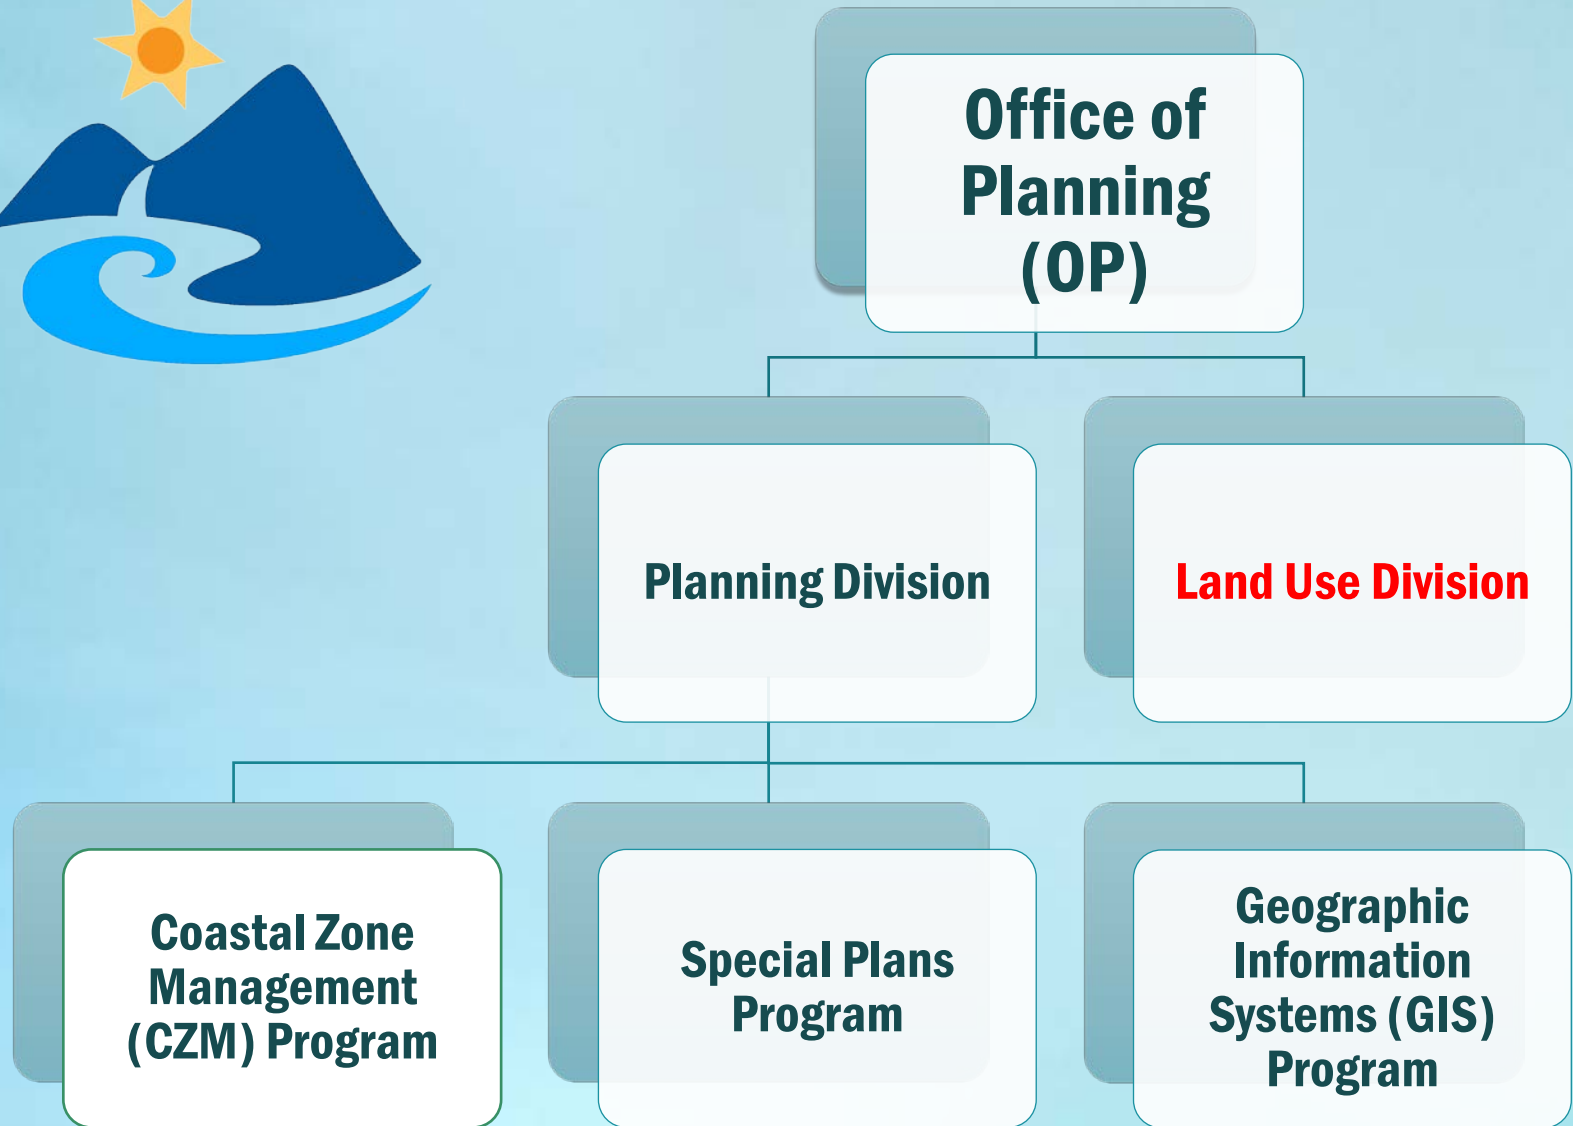 Office of
Planning
(OP)
Planning Division
Land Use Division
Coastal Zone
Management
(CZM) Program
Special Plans
Program
Geographic
Information
Systems (GIS)
Program